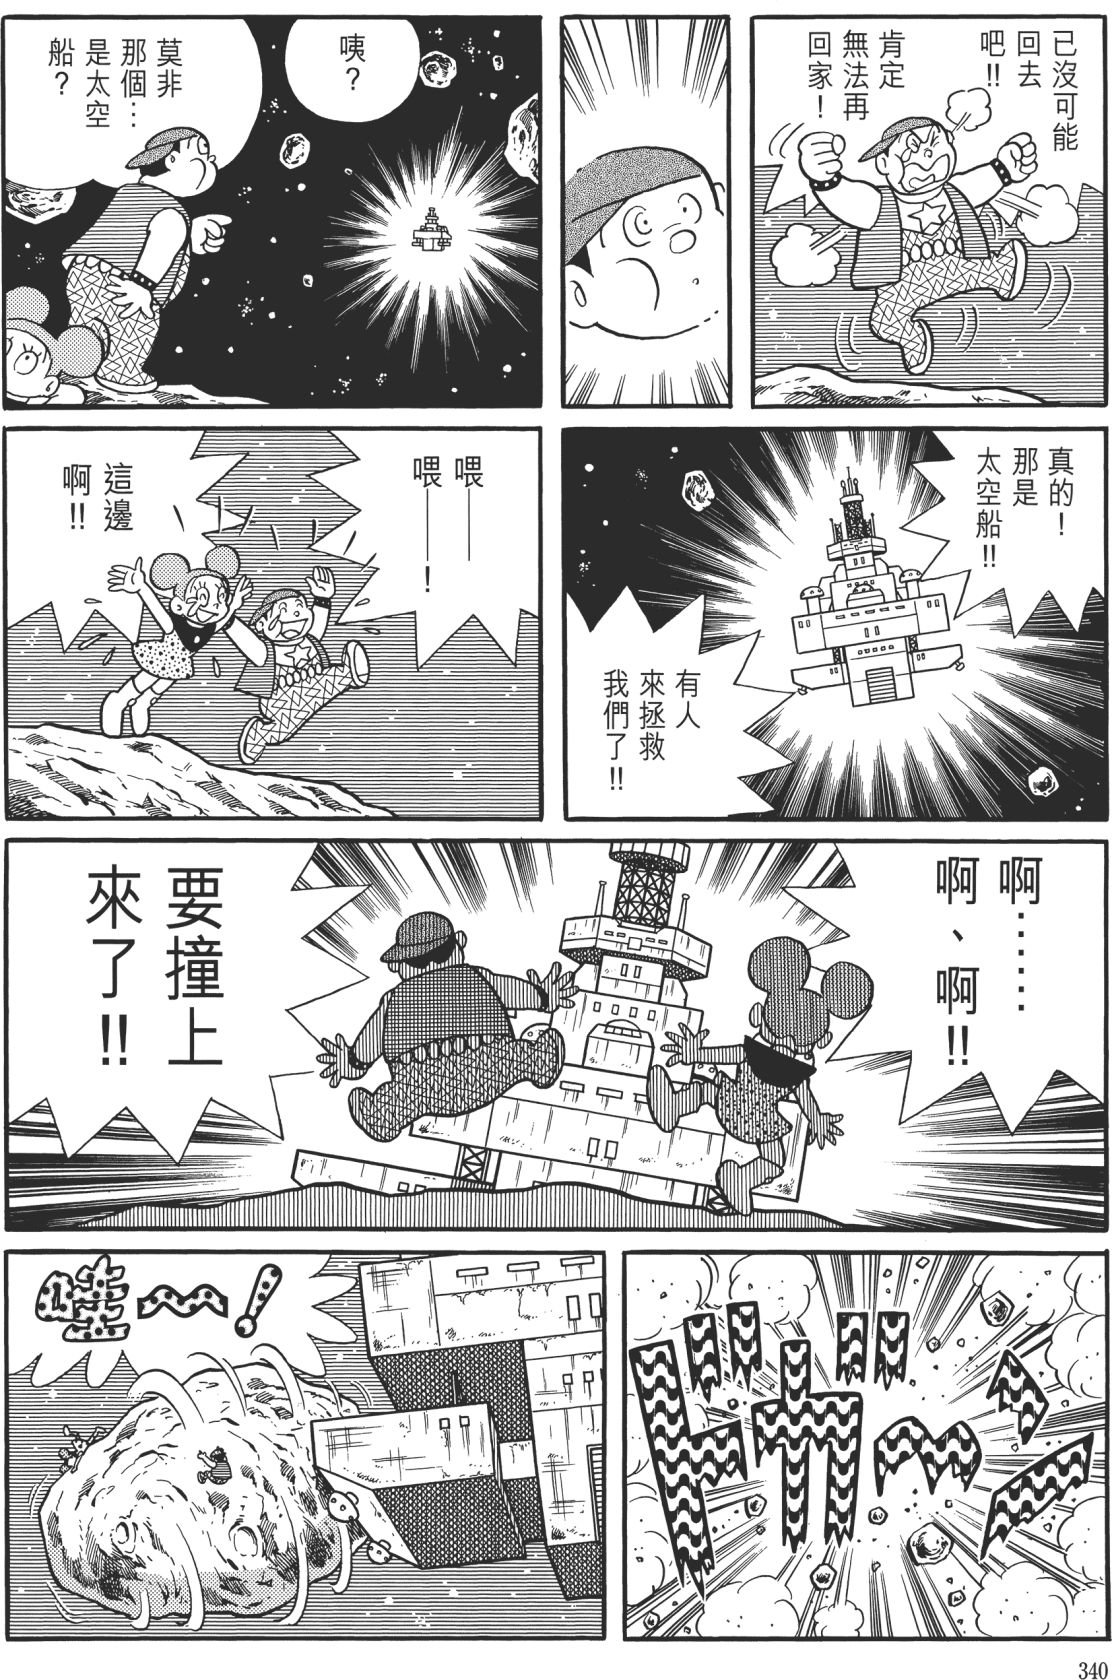 已沒可能
回去
吧!!
肯定
無法再
回家！
咦？
莫非
那個…
是太空
船？
真的！
那是
太空船!!
有人
來拯救
我們了!!
喂
喂——！
這邊
啊!!
啊……
啊、啊!!
要撞上
來了!!
哇～！
340